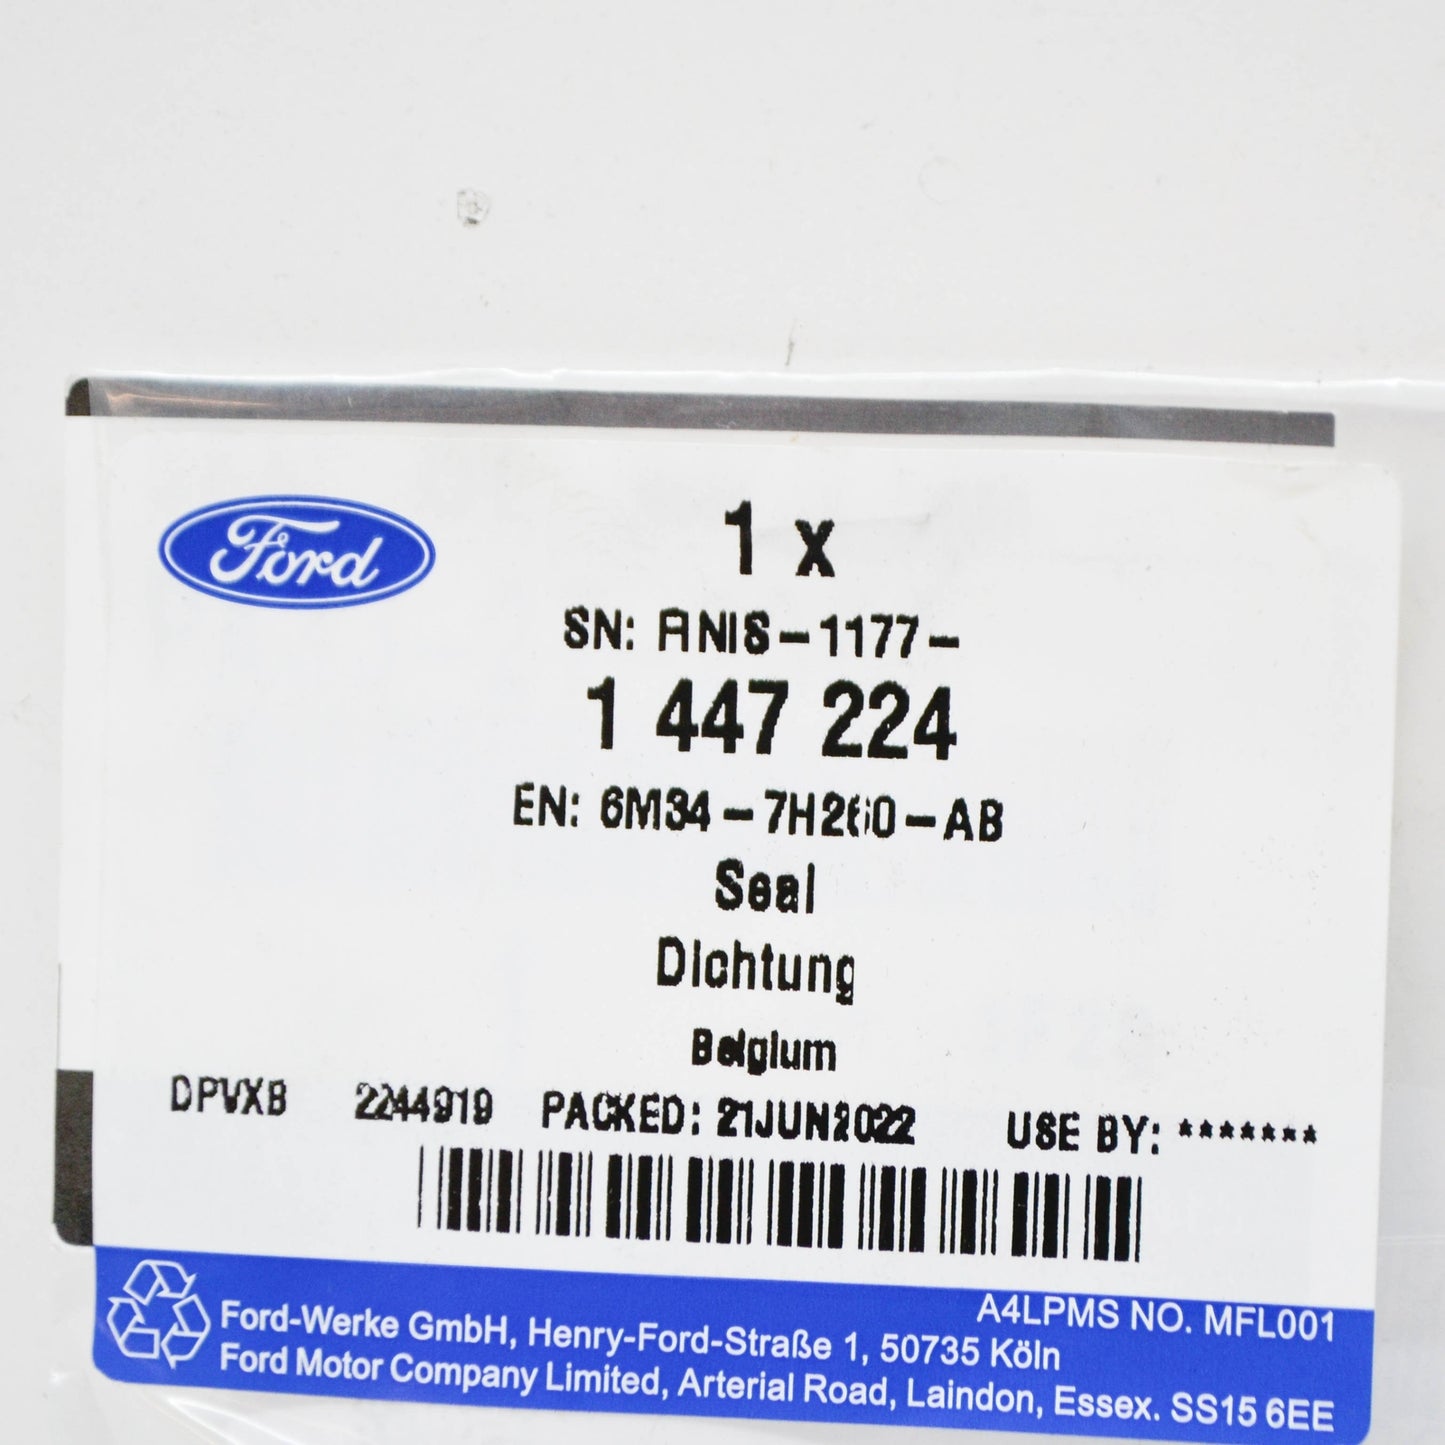 Ford
1 x
SN: FINIS-1177-
1 447 224
EN: 6M34-7H260-AB
Seal
Dichtung
Belgium
DPVXB 2244919 PACKED: 21JUN2022 USE BY: *******
A4LPMS NO. MFL001
Ford-Werke GmbH, Henry-Ford-Straße 1, 50735 Köln
Ford Motor Company Limited, Arterial Road, Laindon, Essex. SS15 6EE